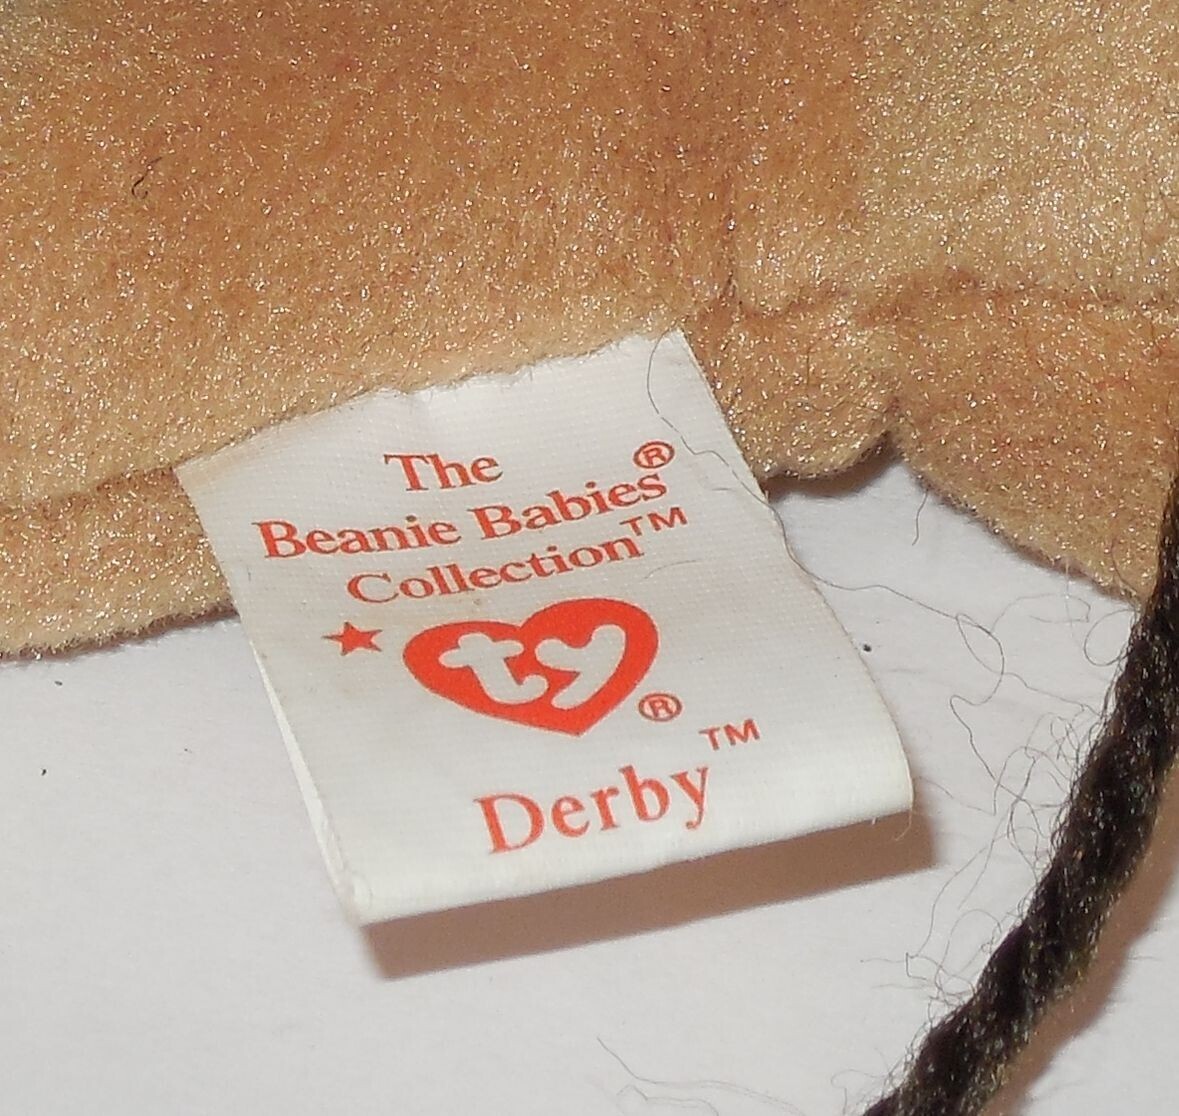 The
Beanie Babies®
Collection™
★ ty®
Derby™